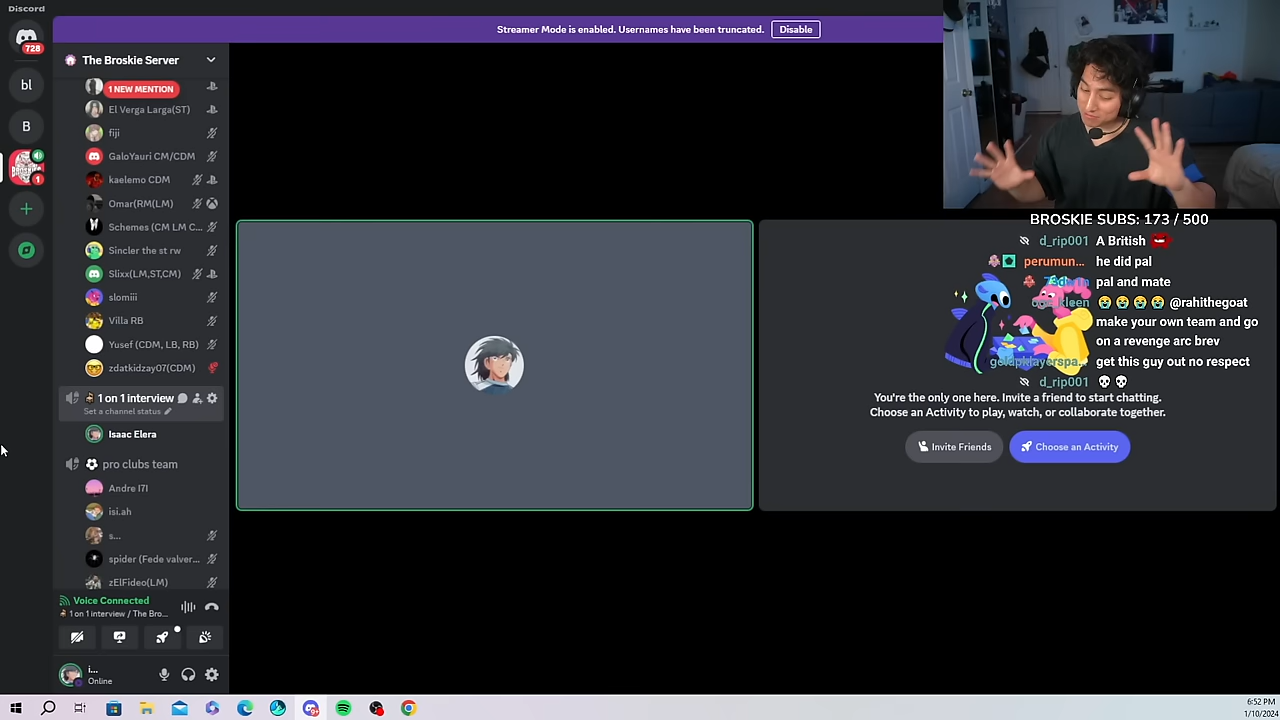 Discord
728
Streamer Mode is enabled. Usernames have been truncated.
Disable
The Broskie Server
bl
B
1
1 NEW MENTION
El Verga Larga(ST)
fiji
GaloYauri CM/CDM
kaelemo CDM
Omar(RM(LM)
Schemes (CM LM C...
Sincler the st rw
Slixx(LM,ST,CM)
slomiii
Villa RB
Yusef (CDM, LB, RB)
zdatkidzay07(CDM)
1 on 1 interview
Set a channel status
Isaac Elera
pro clubs team
Andre I7I
isi.ah
s...
spider (Fede valver...
zElFideo(LM)
Voice Connected
1 on 1 interview / The Bro...
i...
Online
BROSKIE SUBS: 173 / 500
d_rip001 A British
perumun... he did pal
pal and mate
@rahithegoat
make your own team and go
on a revenge arc brev
get this guy out no respect
d_rip001
You're the only one here. Invite a friend to start chatting.
Choose an Activity to play, watch, or collaborate together.
Invite Friends
Choose an Activity
6:52 PM
1/10/2024